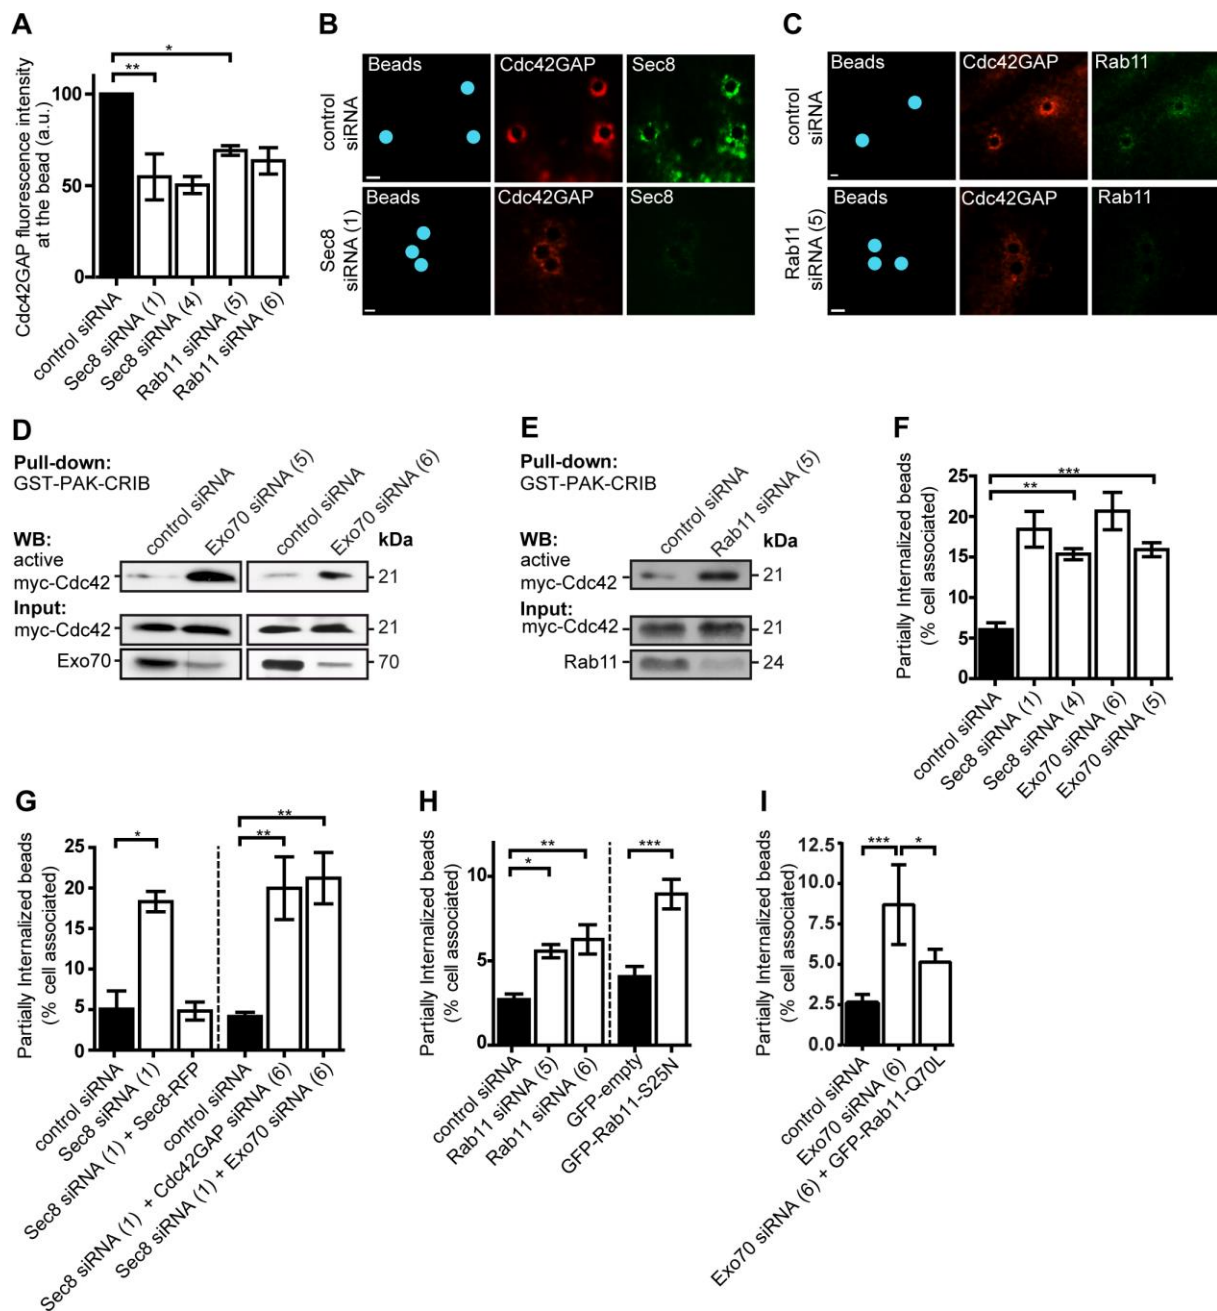 A
Cdc42GAP fluorescence intensity
at the bead (a.u.)
100
50
0
**
*
control siRNA
Sec8 siRNA (1)
Sec8 siRNA (4)
Rab11 siRNA (5)
Rab11 siRNA (6)
B
control
siRNA
Beads
Cdc42GAP
Sec8
Sec8
siRNA (1)
Beads
Cdc42GAP
Sec8
C
control
siRNA
Beads
Cdc42GAP
Rab11
Rab11
siRNA (5)
Beads
Cdc42GAP
Rab11
D
Pull-down:
GST-PAK-CRIB
control siRNA
Exo70 siRNA (5)
control siRNA
Exo70 siRNA (6)
WB:
kDa
active
myc-Cdc42
21
Input:
myc-Cdc42
21
Exo70
70
E
Pull-down:
GST-PAK-CRIB
control siRNA
Rab11 siRNA (5)
WB:
kDa
active
myc-Cdc42
21
Input:
myc-Cdc42
21
Rab11
24
F
Partially Internalized beads
(% cell associated)
25
20
15
10
5
0
**
***
control siRNA
Sec8 siRNA (1)
Sec8 siRNA (4)
Exo70 siRNA (6)
Exo70 siRNA (5)
G
Partially Internalized beads
(% cell associated)
25
20
15
10
5
0
*
**
**
control siRNA
Sec8 siRNA (1)
Sec8 siRNA (1) + Sec8-RFP
control siRNA
Sec8 siRNA (1) + Cdc42GAP siRNA (6)
Sec8 siRNA (1) + Exo70 siRNA (6)
H
Partially Internalized beads
(% cell associated)
10
5
0
*
**
***
control siRNA
Rab11 siRNA (5)
Rab11 siRNA (6)
GFP-empty
GFP-Rab11-S25N
I
Partially Internalized beads
(% cell associated)
12.5
10.0
7.5
5.0
2.5
0.0
***
*
control siRNA
Exo70 siRNA (6)
Exo70 siRNA (6) + GFP-Rab11-Q70L